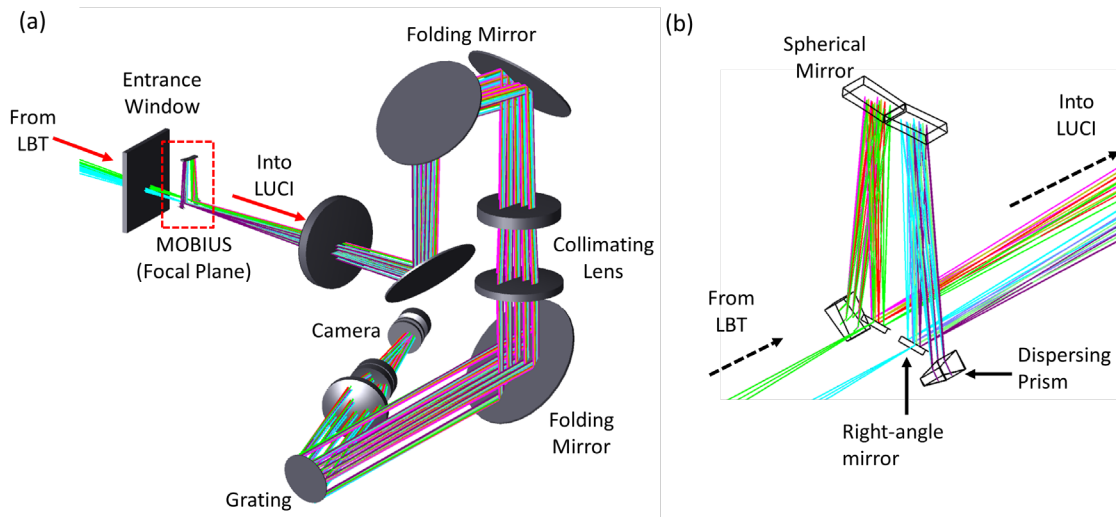 (a)
Folding Mirror
Entrance
Window
From
LBT
Into
LUCI
MOBIUS
(Focal Plane)
Collimating
Lens
Camera
Folding
Mirror
Grating
(b)
Spherical
Mirror
Into
LUCI
From
LBT
Dispersing
Prism
Right-angle
mirror